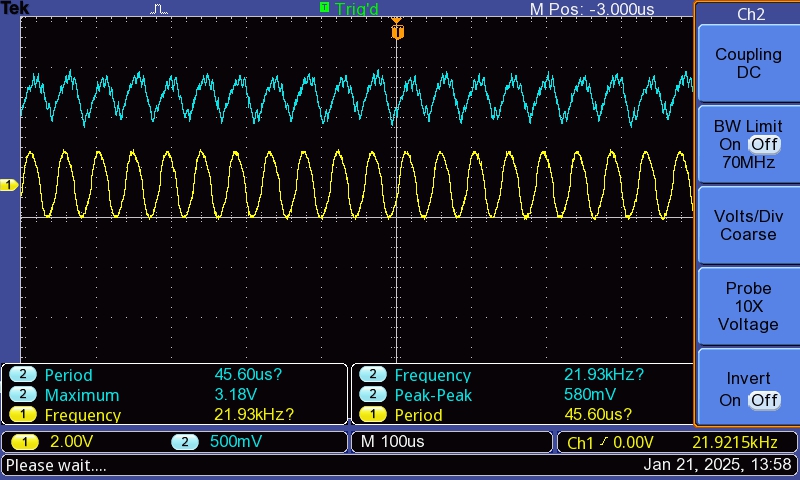 Tek T Trig'd M Pos: -3.000us
Ch2
T
Coupling
DC
BW Limit
On Off
70MHz
1
Volts/Div
Coarse
Probe
10X
Voltage
Invert
On Off
2 Period 45.60us?
2 Maximum 3.18V
1 Frequency 21.93kHz?
2 Frequency 21.93kHz?
2 Peak-Peak 580mV
1 Period 45.60us?
1 2.00V 2 500mV M 100us Ch1 / 0.00V 21.9215kHz
Please wait.... Jan 21, 2025, 13:58